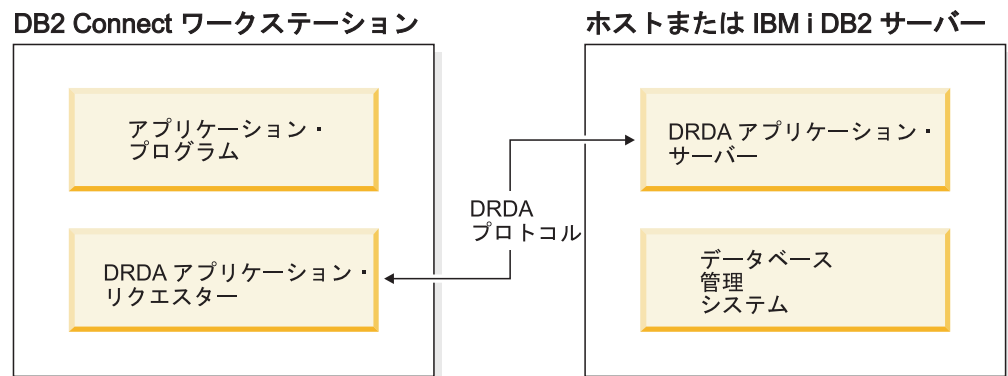 DB2 Connect ワークステーション
ホストまたは IBM i DB2 サーバー
アプリケーション・
プログラム
DRDA アプリケーション・
リクエスター
DRDA
プロトコル
DRDA アプリケーション・
サーバー
データベース
管理
システム